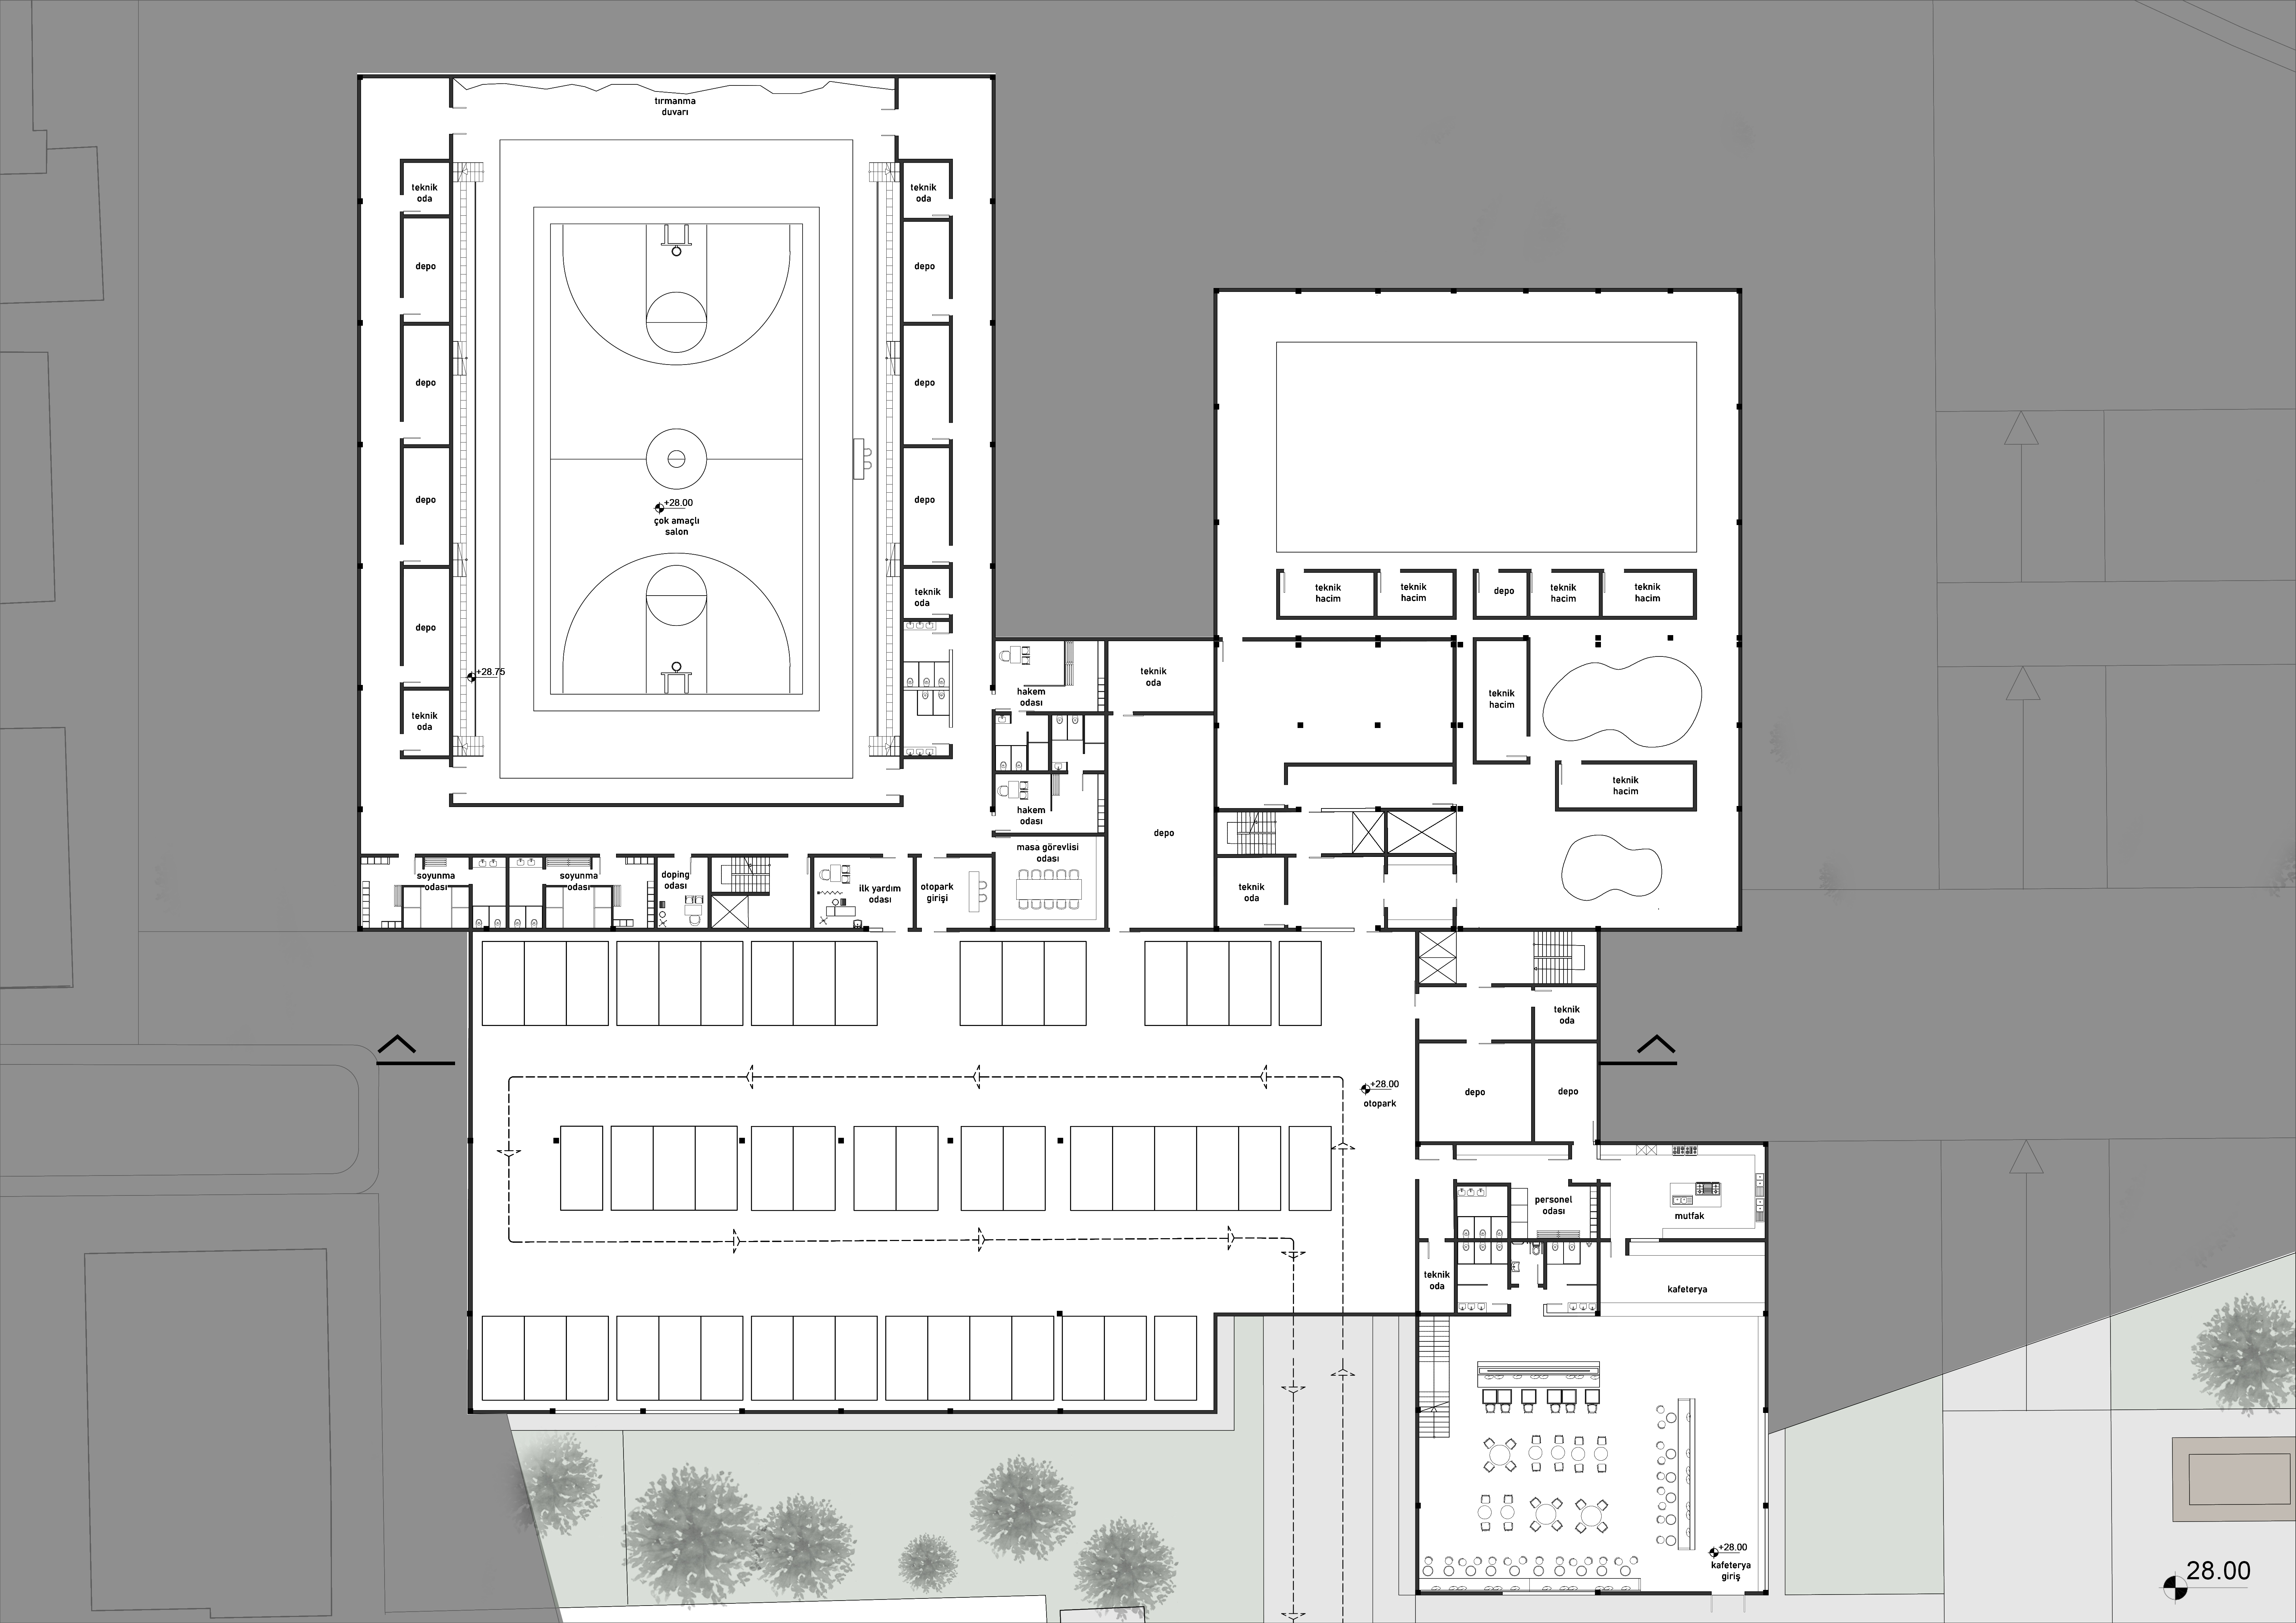 tırmanma
duvarı
teknik
oda
teknik
oda
depo
depo
depo
depo
depo
depo
+28.00
çok amaçlı
salon
teknik
hacim
teknik
hacim
depo
teknik
hacim
teknik
hacim
teknik
oda
depo
+28.75
teknik
oda
hakem
odası
teknik
oda
teknik
hacim
teknik
hacim
hakem
odası
depo
masa görevlisi
odası
soyunma
odası
soyunma
odası
doping
odası
ilk yardım
odası
otopark
girişi
teknik
oda
teknik
oda
+28.00
otopark
depo
depo
personel
odası
mutfak
teknik
oda
kafeterya
+28.00
kafeterya
giriş
28.00